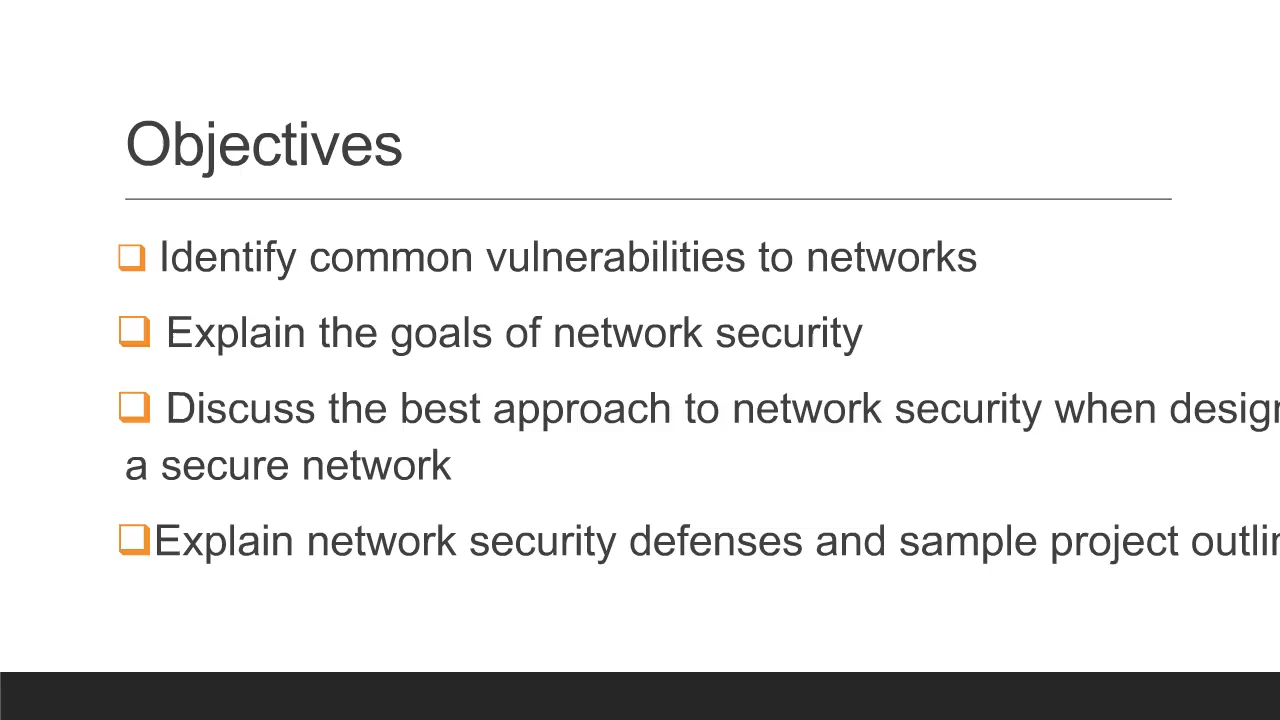 Objectives
Identify common vulnerabilities to networks
Explain the goals of network security
Discuss the best approach to network security when
a secure network
Explain network security defenses and sample project